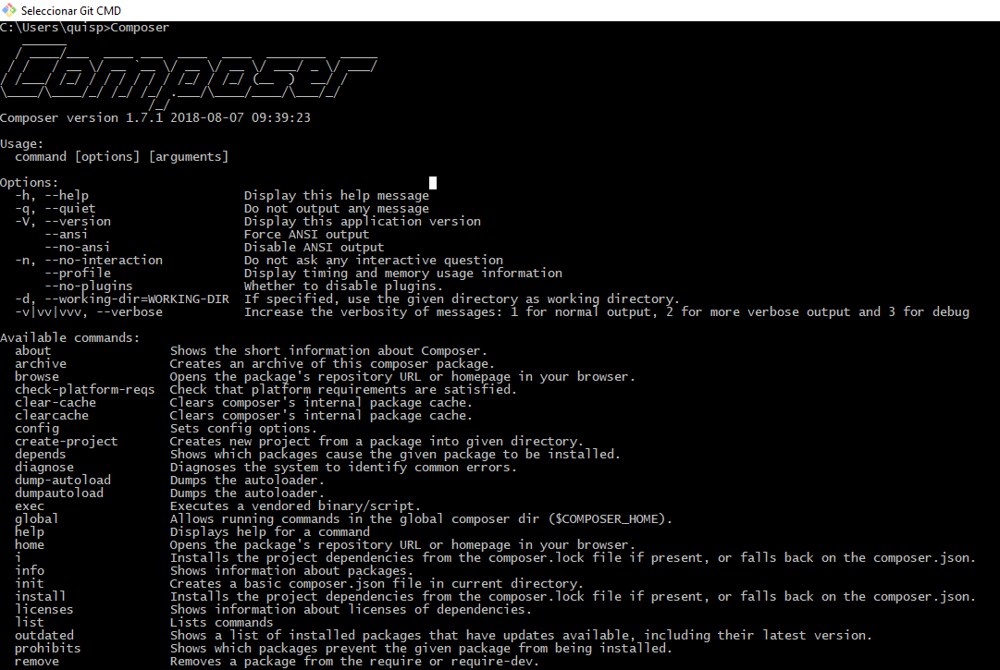 Seleccionar Git CMD
C:\Users\quisp>Composer
   ______
  / ____/___  ____ ___  ____  ____  ________  _____
 / /   / __ \/ __ `__ \/ __ \/ __ \/ ___/ _ \/ ___/
/ /___/ /_/ / / / / / / /_/ / /_/ (__  )  __/ /
\____/\____/_/ /_/ /_/ .___/\____/____/\___/_/
                    /_/
Composer version 1.7.1 2018-08-07 09:39:23
Usage:
  command [options] [arguments]
Options:
  -h, --help                     Display this help message
  -q, --quiet                    Do not output any message
  -V, --version                  Display this application version
      --ansi                     Force ANSI output
      --no-ansi                  Disable ANSI output
  -n, --no-interaction           Do not ask any interactive question
      --profile                  Display timing and memory usage information
      --no-plugins               Whether to disable plugins.
  -d, --working-dir=WORKING-DIR  If specified, use the given directory as working directory.
  -v|vv|vvv, --verbose           Increase the verbosity of messages: 1 for normal output, 2 for more verbose output and 3 for debug
Available commands:
  about                Shows the short information about Composer.
  archive              Creates an archive of this composer package.
  browse               Opens the package's repository URL or homepage in your browser.
  check-platform-reqs  Check that platform requirements are satisfied.
  clear-cache          Clears composer's internal package cache.
  clearcache           Clears composer's internal package cache.
  config               Sets config options.
  create-project       Creates new project from a package into given directory.
  depends              Shows which packages cause the given package to be installed.
  diagnose             Diagnoses the system to identify common errors.
  dump-autoload        Dumps the autoloader.
  dumpautoload         Dumps the autoloader.
  exec                 Executes a vendored binary/script.
  global               Allows running commands in the global composer dir ($COMPOSER_HOME).
  help                 Displays help for a command
  home                 Opens the package's repository URL or homepage in your browser.
  i                    Installs the project dependencies from the composer.lock file if present, or falls back on the composer.json.
  info                 Shows information about packages.
  init                 Creates a basic composer.json file in current directory.
  install              Installs the project dependencies from the composer.lock file if present, or falls back on the composer.json.
  licenses             Shows information about licenses of dependencies.
  list                 Lists commands
  outdated             Shows a list of installed packages that have updates available, including their latest version.
  prohibits            Shows which packages prevent the given package from being installed.
  remove               Removes a package from the require or require-dev.